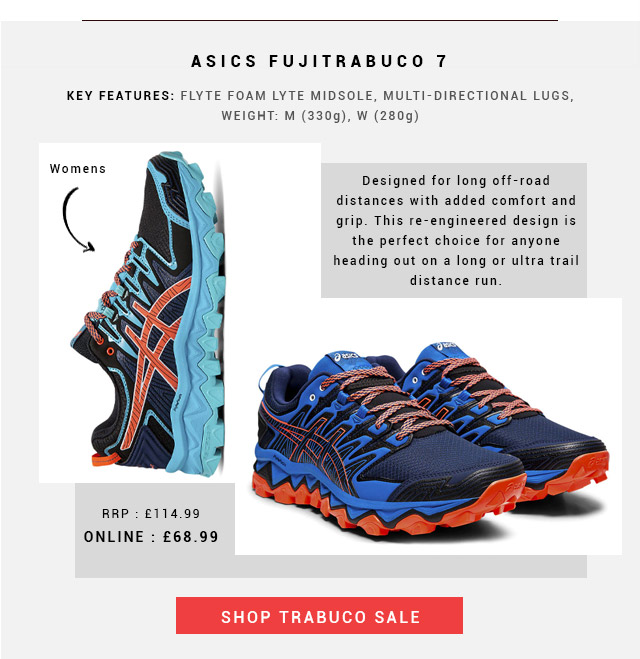 ASICS FUJITRABUCO 7
KEY FEATURES: FLYTE FOAM LYTE MIDSOLE, MULTI-DIRECTIONAL LUGS,
WEIGHT: M (330g), W (280g)
Womens
Designed for long off-road
distances with added comfort and
grip. This re-engineered design is
the perfect choice for anyone
heading out on a long or ultra trail
distance run.
asics
RRP : £114.99
ONLINE : £68.99
SHOP TRABUCO SALE